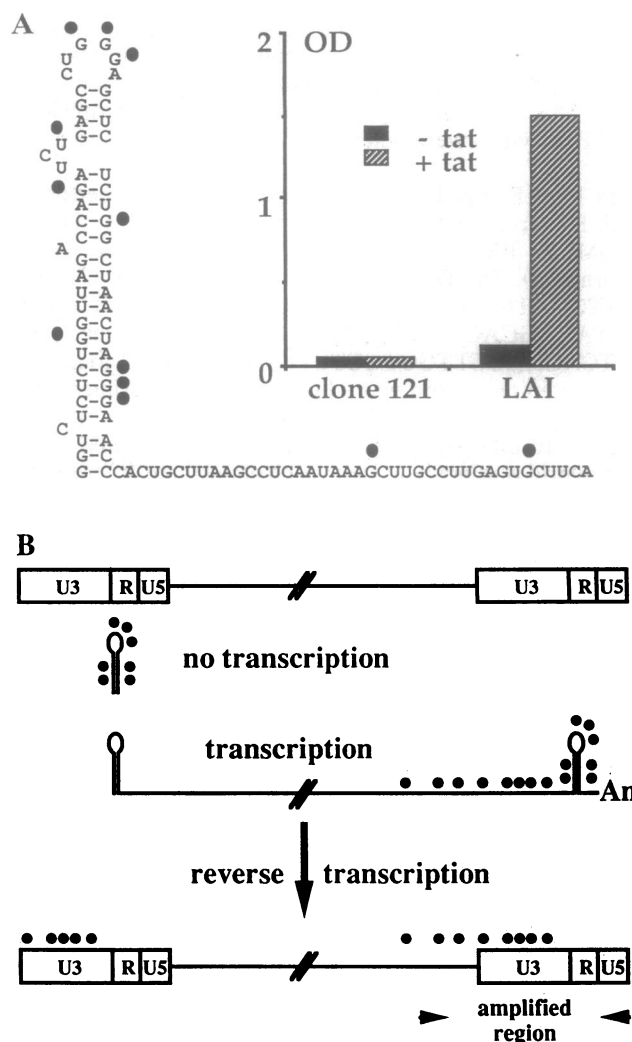 A
G G
U G
C A
C–G
G–C
A–U
G–C
U
C
U
A–U
G–C
A–U
C–G
C–G
A
G–C
A–U
U–A
U–A
G–C
G–U
U–A
C–G
U–G
C–G
U–A
C
U A
G–C
G–CCACUGCUUAAGCCUCAAUAAAGCUUGCCUUGAGUGCUUCA
2 OD
- tat
+ tat
1
0
clone 121 LAI
B
U3 R U5 U3 R U5
no transcription
transcription
An
reverse transcription
U3 R U5 U3 R U5
amplified
region